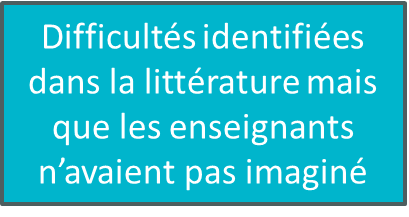 Difficultés identifiées
dans la littérature mais
que les enseignants
n’avaient pas imaginé